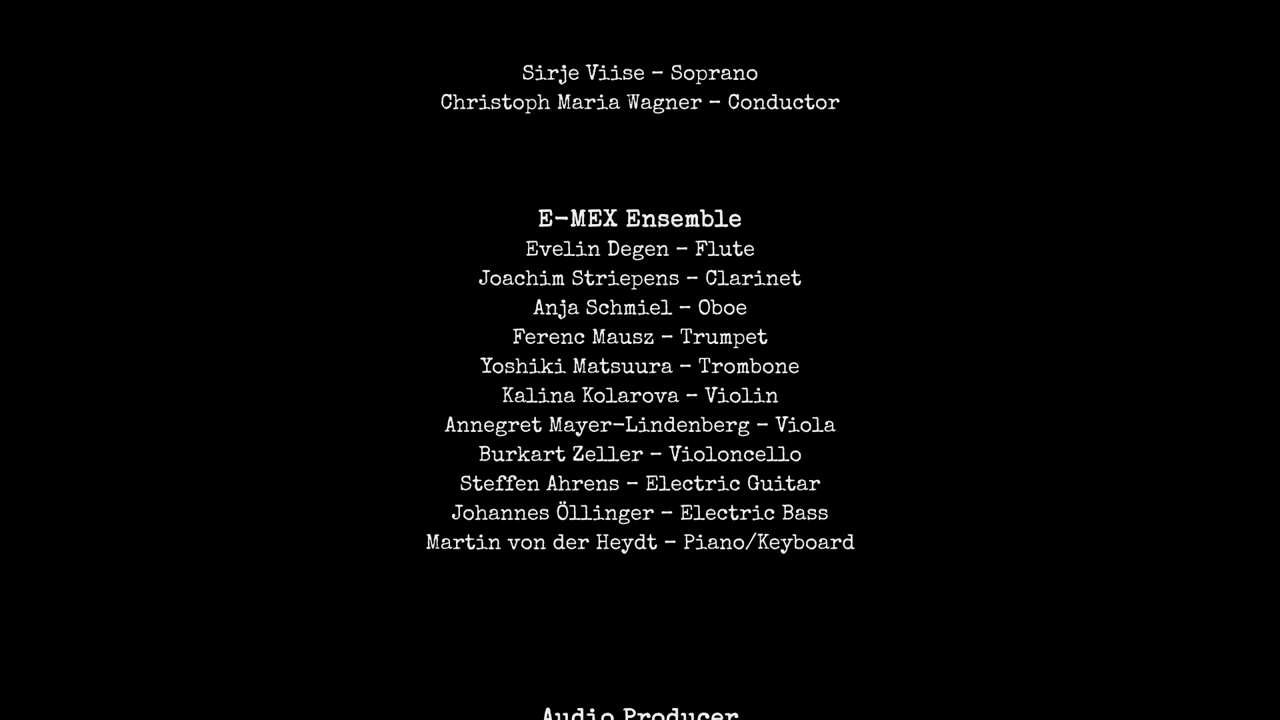 Sirje Viise – Soprano
Christoph Maria Wagner – Conductor
E-MEX Ensemble
Evelin Degen – Flute
Joachim Striepens – Clarinet
Anja Schmiel – Oboe
Ferenc Mausz – Trumpet
Yoshiki Matsuura – Trombone
Kalina Kolarova – Violin
Annegret Mayer-Lindenberg – Viola
Burkart Zeller – Violoncello
Steffen Ahrens – Electric Guitar
Johannes Öllinger – Electric Bass
Martin von der Heydt – Piano/Keyboard
Audio Producer